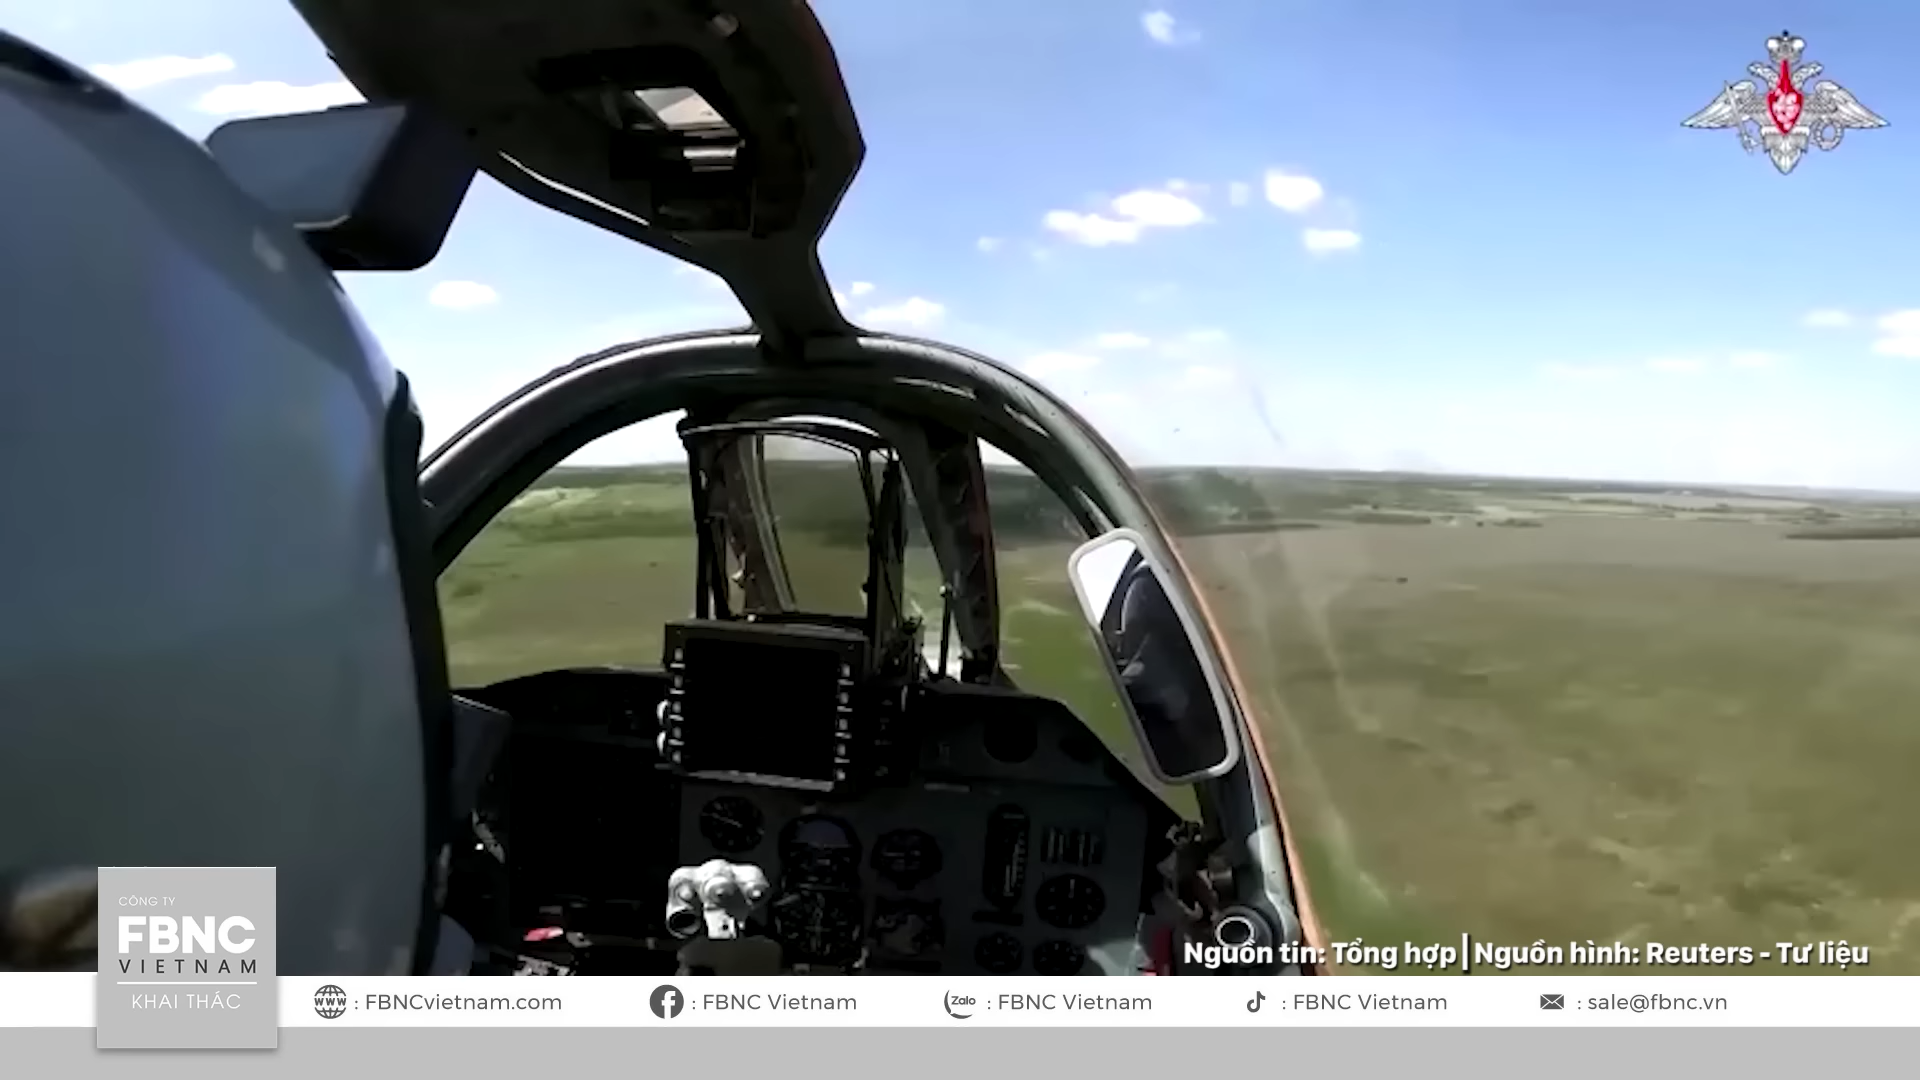 Nguồn tin: Tổng hợp | Nguồn hình: Reuters - Tư liệu
CÔNG TY
FBNC
VIETNAM
KHAI THÁC
www : FBNCvietnam.com
: FBNC Vietnam
Zalo : FBNC Vietnam
: FBNC Vietnam
: sale@fbnc.vn